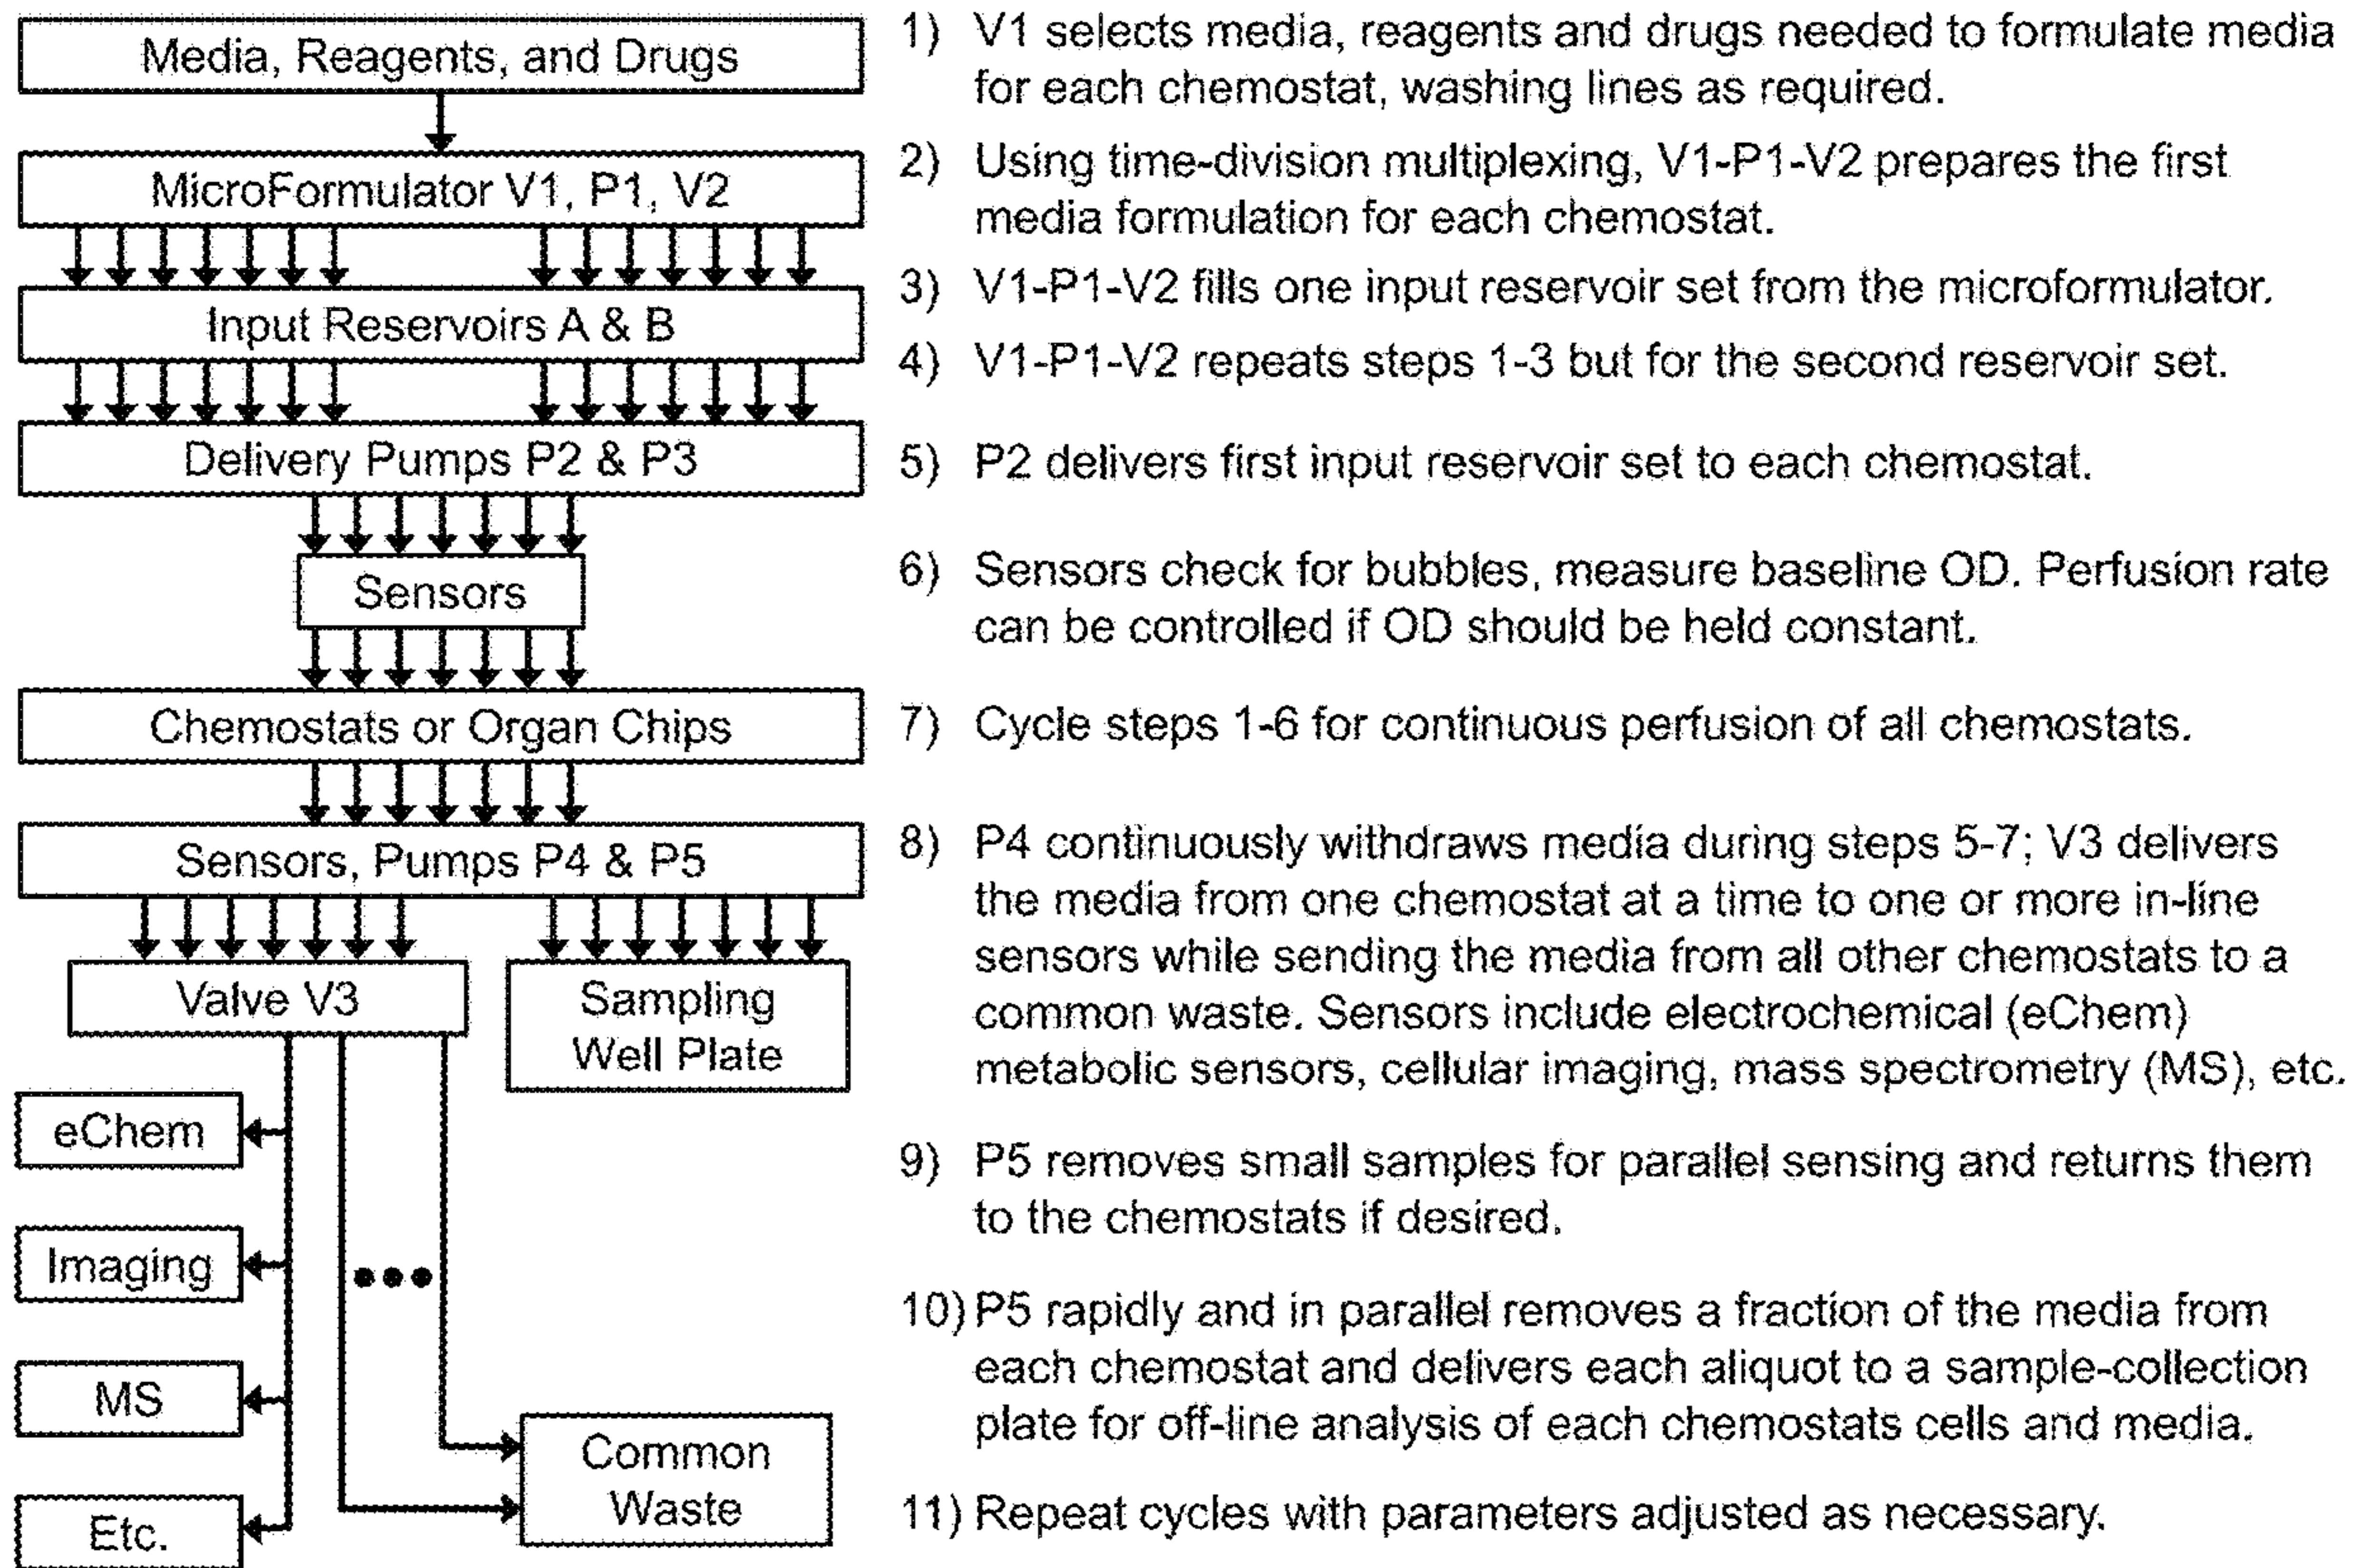 Media, Reagents, and Drugs
MicroFormulator V1, P1, V2
Input Reservoirs A & B
Delivery Pumps P2 & P3
Sensors
Chemostats or Organ Chips
Sensors, Pumps P4 & P5
Valve V3
Sampling
Well Plate
eChem
Imaging
MS
Etc.
Common
Waste
1) V1 selects media, reagents and drugs needed to formulate media
for each chemostat, washing lines as required.
2) Using time-division multiplexing, V1-P1-V2 prepares the first
media formulation for each chemostat.
3) V1-P1-V2 fills one input reservoir set from the microformulator.
4) V1-P1-V2 repeats steps 1-3 but for the second reservoir set.
5) P2 delivers first input reservoir set to each chemostat.
6) Sensors check for bubbles, measure baseline OD. Perfusion rate
can be controlled if OD should be held constant.
7) Cycle steps 1-6 for continuous perfusion of all chemostats.
8) P4 continuously withdraws media during steps 5-7; V3 delivers
the media from one chemostat at a time to one or more in-line
sensors while sending the media from all other chemostats to a
common waste. Sensors include electrochemical (eChem)
metabolic sensors, cellular imaging, mass spectrometry (MS), etc.
9) P5 removes small samples for parallel sensing and returns them
to the chemostats if desired.
10) P5 rapidly and in parallel removes a fraction of the media from
each chemostat and delivers each aliquot to a sample-collection
plate for off-line analysis of each chemostats cells and media.
11) Repeat cycles with parameters adjusted as necessary.